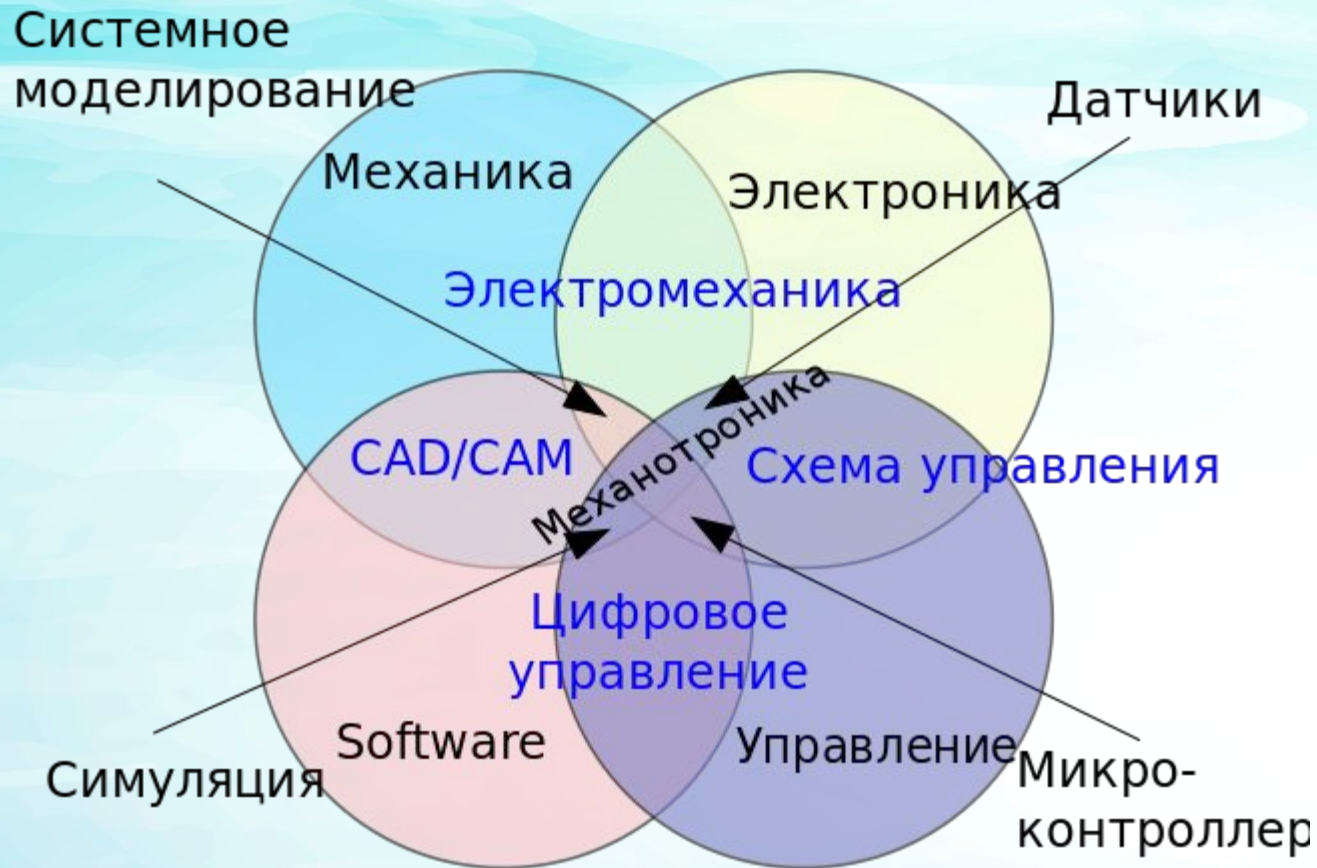 Системное
моделирование
Датчики
Механика
Электроника
Электромеханика
Механотроника
CAD/CAM
Схема управления
Цифровое
управление
Software
Управление
Симуляция
Микро-
контроллер